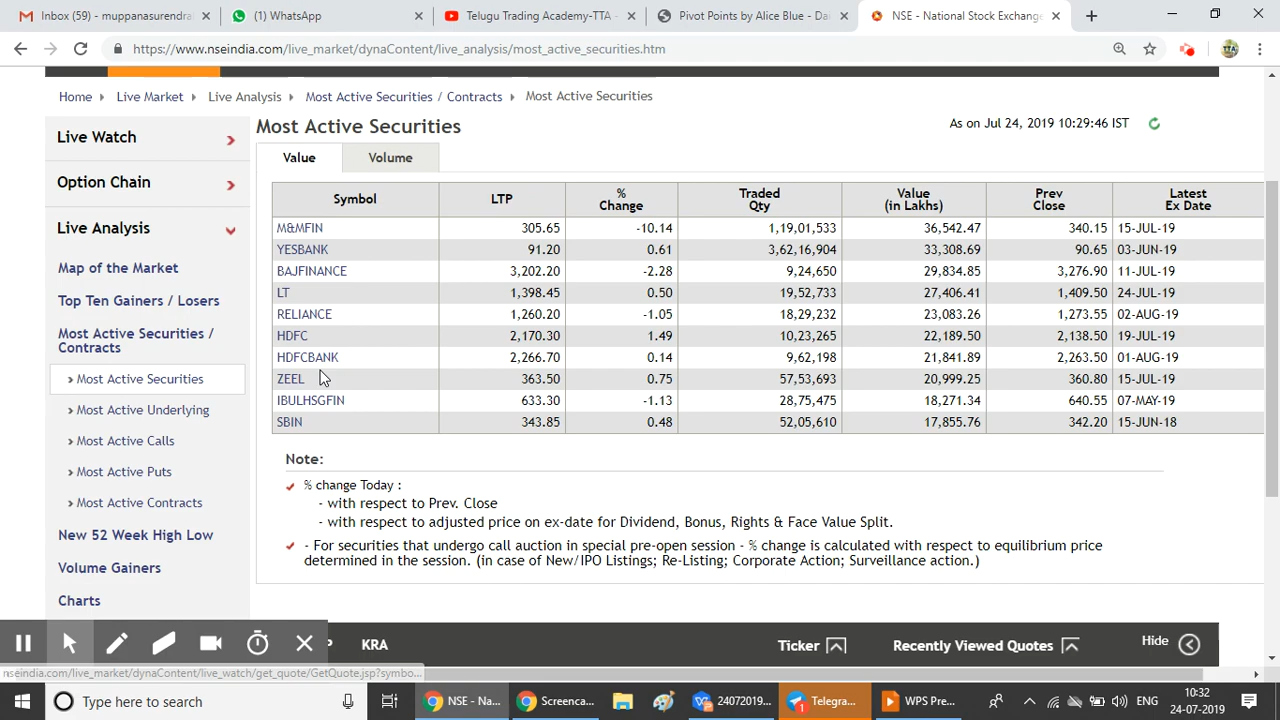 Inbox (59) - muppanasurendra
(1) WhatsApp
Telugu Trading Academy-TTA -
Pivot Points by Alice Blue - Da
NSE - National Stock Exchange
https://www.nseindia.com/live_market/dynaContent/live_analysis/most_active_securities.htm
Home Live Market Live Analysis Most Active Securities / Contracts Most Active Securities
Live Watch
Option Chain
Live Analysis
Map of the Market
Top Ten Gainers / Losers
Most Active Securities /
Contracts
› Most Active Securities
› Most Active Underlying
› Most Active Calls
› Most Active Puts
› Most Active Contracts
New 52 Week High Low
Volume Gainers
Charts
Most Active Securities
As on Jul 24, 2019 10:29:46 IST
Value Volume
Symbol LTP % Change Traded Qty Value (in Lakhs) Prev Close Latest Ex Date
M&MFIN 305.65 -10.14 1,19,01,533 36,542.47 340.15 15-JUL-19
YESBANK 91.20 0.61 3,62,16,904 33,308.69 90.65 03-JUN-19
BAJFINANCE 3,202.20 -2.28 9,24,650 29,834.85 3,276.90 11-JUL-19
LT 1,398.45 0.50 19,52,733 27,406.41 1,409.50 24-JUL-19
RELIANCE 1,260.20 -1.05 18,29,232 23,083.26 1,273.55 02-AUG-19
HDFC 2,170.30 1.49 10,23,265 22,189.50 2,138.50 19-JUL-19
HDFCBANK 2,266.70 0.14 9,62,198 21,841.89 2,263.50 01-AUG-19
ZEEL 363.50 0.75 57,53,693 20,999.25 360.80 15-JUL-19
IBULHSGFIN 633.30 -1.13 28,75,475 18,271.34 640.55 07-MAY-19
SBIN 343.85 0.48 52,05,610 17,855.76 342.20 15-JUN-18
Note:
% change Today :
- with respect to Prev. Close
- with respect to adjusted price on ex-date for Dividend, Bonus, Rights & Face Value Split.
- For securities that undergo call auction in special pre-open session - % change is calculated with respect to equilibrium price
determined in the session. (in case of New/IPO Listings; Re-Listing; Corporate Action; Surveillance action.)
P KRA Ticker Recently Viewed Quotes Hide
nseindia.com/live_market/dynaContent/live_watch/get_quote/GetQuote.jsp?symbo...
Type here to search
NSE - Na...
Screenca...
24072019...
Telegra...
WPS Pre...
ENG
10:32
24-07-2019